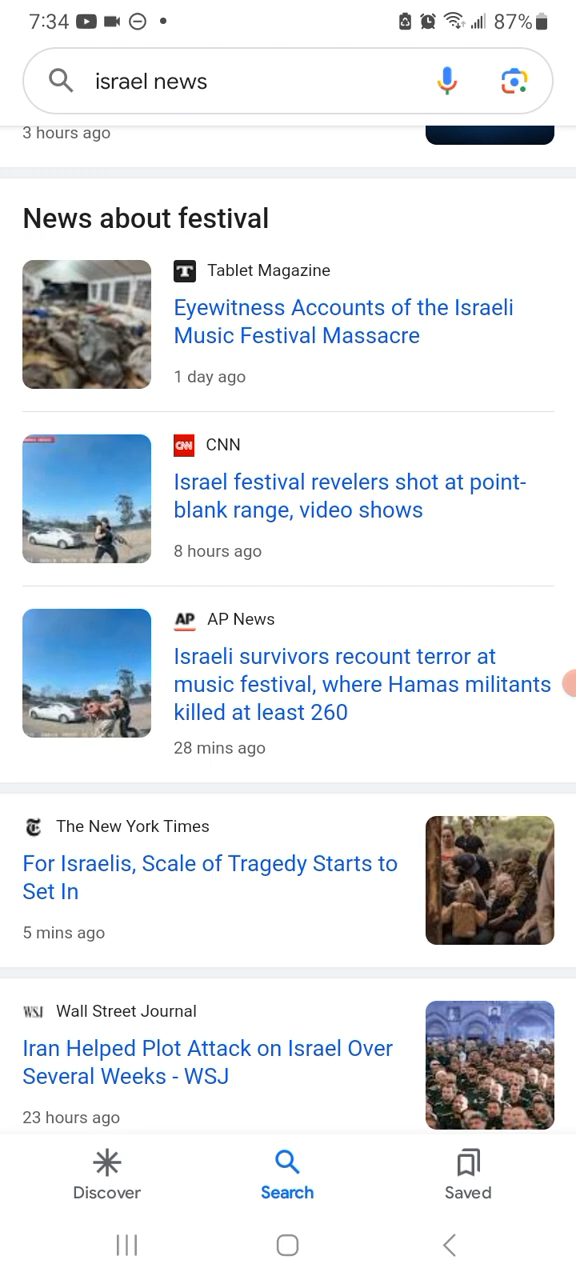 7:34
87%
israel news
3 hours ago
News about festival
Tablet Magazine
Eyewitness Accounts of the Israeli
Music Festival Massacre
1 day ago
CNN
CNN
Israel festival revelers shot at point-
blank range, video shows
8 hours ago
AP
AP News
Israeli survivors recount terror at
music festival, where Hamas militants
killed at least 260
28 mins ago
The New York Times
For Israelis, Scale of Tragedy Starts to
Set In
5 mins ago
WSJ
Wall Street Journal
Iran Helped Plot Attack on Israel Over
Several Weeks - WSJ
23 hours ago
Discover
Search
Saved